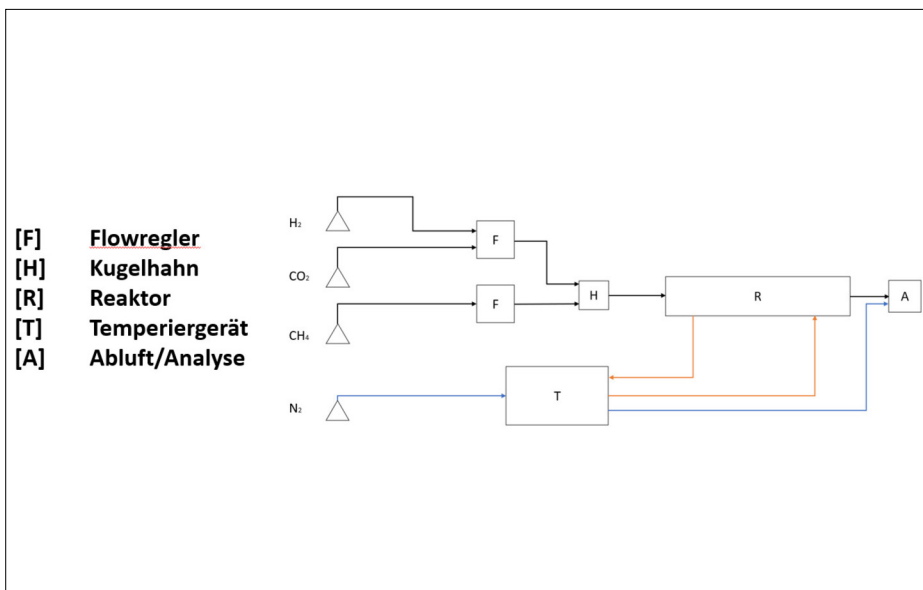 [F] Flowregler
[H] Kugelhahn
[R] Reaktor
[T] Temperiergerät
[A] Abluft/Analyse
H₂
CO₂
CH₄
N₂
F
F
H
R
A
T